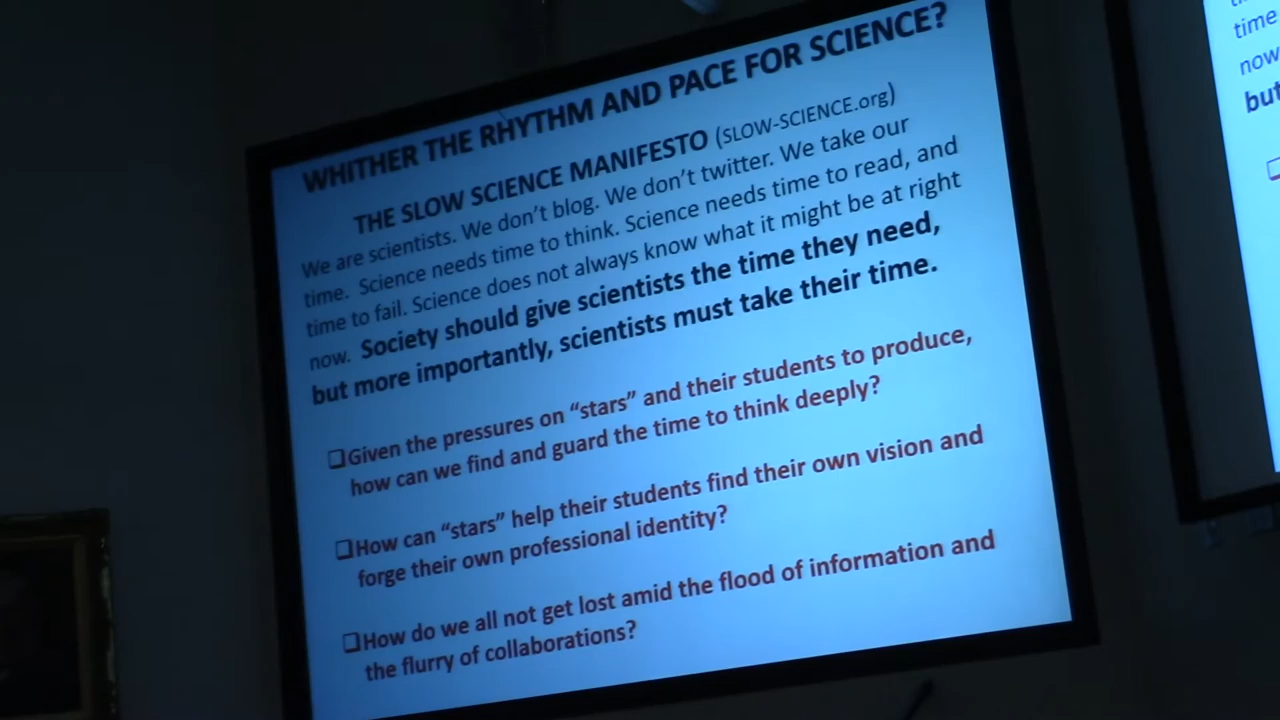 WHITHER THE RHYTHM AND PACE FOR SCIENCE?
THE SLOW SCIENCE MANIFESTO (SLOW-SCIENCE.org)
We are scientists. We don't blog. We don't twitter. We take our
time. Science needs time to think. Science needs time to read, and
time to fail. Science does not always know what it might be at right
now. Society should give scientists the time they need,
but more importantly, scientists must take their time.
❑Given the pressures on “stars” and their students to produce,
how can we find and guard the time to think deeply?
❑How can “stars” help their students find their own vision and
forge their own professional identity?
❑How do we all not get lost amid the flood of information and
the flurry of collaborations?
time
now
but